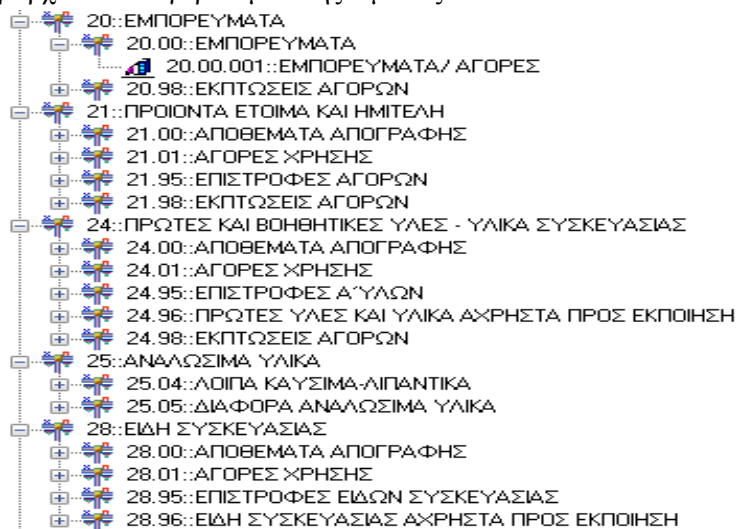 20::ΕΜΠΟΡΕΥΜΑΤΑ
20.00::ΕΜΠΟΡΕΥΜΑΤΑ
20.00.001::ΕΜΠΟΡΕΥΜΑΤΑ/ ΑΓΟΡΕΣ
20.98::ΕΚΠΤΩΣΕΙΣ ΑΓΟΡΩΝ
21::ΠΡΟΙΟΝΤΑ ΕΤΟΙΜΑ ΚΑΙ ΗΜΙΤΕΛΗ
21.00::ΑΠΟΘΕΜΑΤΑ ΑΠΟΓΡΑΦΗΣ
21.01::ΑΓΟΡΕΣ ΧΡΗΣΗΣ
21.95::ΕΠΙΣΤΡΟΦΕΣ ΑΓΟΡΩΝ
21.98::ΕΚΠΤΩΣΕΙΣ ΑΓΟΡΩΝ
24::ΠΡΩΤΕΣ ΚΑΙ ΒΟΗΘΗΤΙΚΕΣ ΥΛΕΣ - ΥΛΙΚΑ ΣΥΣΚΕΥΑΣΙΑΣ
24.00::ΑΠΟΘΕΜΑΤΑ ΑΠΟΓΡΑΦΗΣ
24.01::ΑΓΟΡΕΣ ΧΡΗΣΗΣ
24.95::ΕΠΙΣΤΡΟΦΕΣ Α΄ΥΛΩΝ
24.96::ΠΡΩΤΕΣ ΥΛΕΣ ΚΑΙ ΥΛΙΚΑ ΑΧΡΗΣΤΑ ΠΡΟΣ ΕΚΠΟΙΗΣΗ
24.98::ΕΚΠΤΩΣΕΙΣ ΑΓΟΡΩΝ
25::ΑΝΑΛΩΣΙΜΑ ΥΛΙΚΑ
25.04::ΛΟΙΠΑ ΚΑΥΣΙΜΑ-ΛΙΠΑΝΤΙΚΑ
25.05::ΔΙΑΦΟΡΑ ΑΝΑΛΩΣΙΜΑ ΥΛΙΚΑ
28::ΕΙΔΗ ΣΥΣΚΕΥΑΣΙΑΣ
28.00::ΑΠΟΘΕΜΑΤΑ ΑΠΟΓΡΑΦΗΣ
28.01::ΑΓΟΡΕΣ ΧΡΗΣΗΣ
28.95::ΕΠΙΣΤΡΟΦΕΣ ΕΙΔΩΝ ΣΥΣΚΕΥΑΣΙΑΣ
28.96::ΕΙΔΗ ΣΥΣΚΕΥΑΣΙΑΣ ΑΧΡΗΣΤΑ ΠΡΟΣ ΕΚΠΟΙΗΣΗ